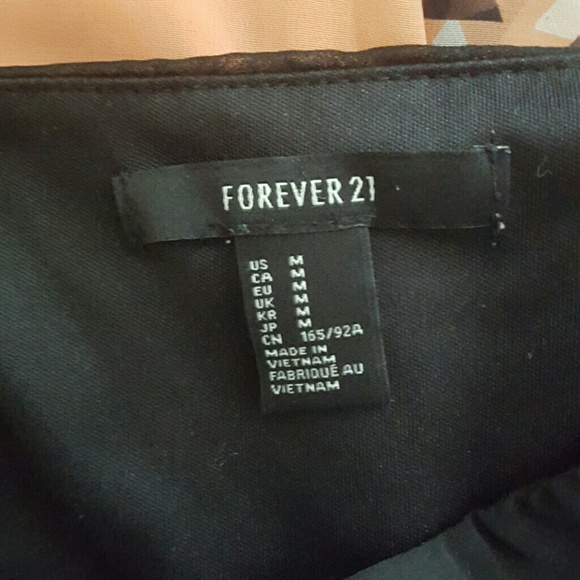 FOREVER 21
US M
CA M
EU M
UK M
KR M
JP M
CN 165/92A
MADE IN
VIETNAM
FABRIQUÉ AU
VIETNAM